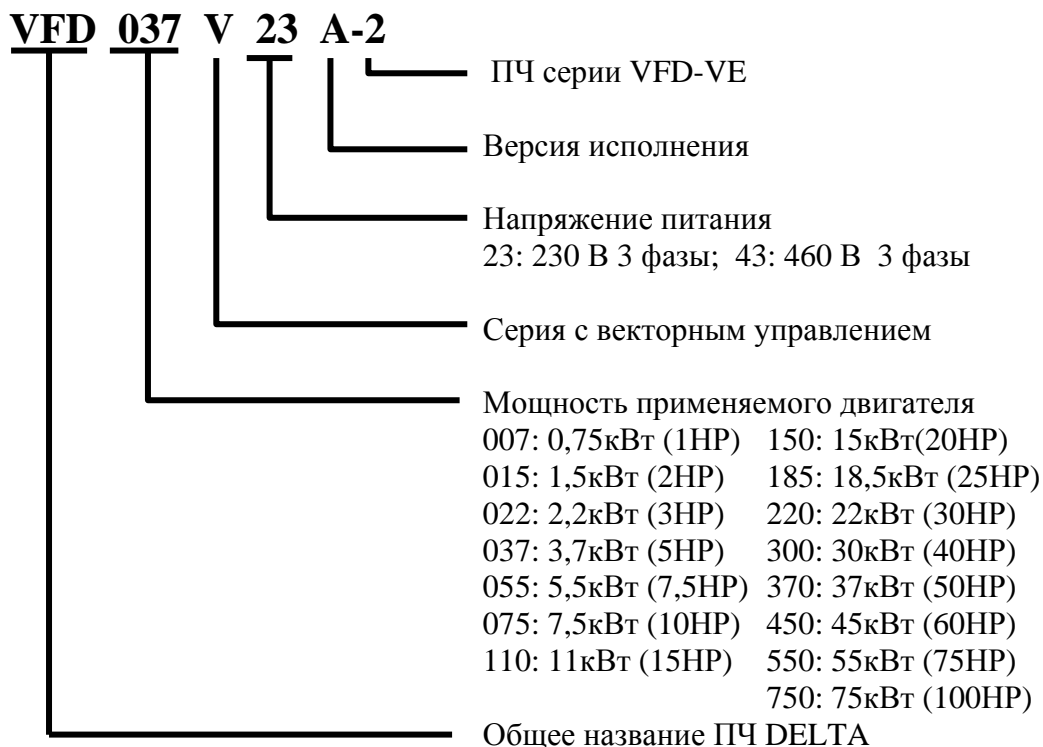 VFD 037 V 23 A-2
ПЧ серии VFD-VE
Версия исполнения
Напряжение питания
23: 230 В 3 фазы; 43: 460 В 3 фазы
Серия с векторным управлением
Мощность применяемого двигателя
007: 0,75кВт (1HP) 150: 15кВт(20HP)
015: 1,5кВт (2HP) 185: 18,5кВт (25HP)
022: 2,2кВт (3HP) 220: 22кВт (30HP)
037: 3,7кВт (5HP) 300: 30кВт (40HP)
055: 5,5кВт (7,5HP) 370: 37кВт (50HP)
075: 7,5кВт (10HP) 450: 45кВт (60HP)
110: 11кВт (15HP) 550: 55кВт (75HP)
750: 75кВт (100HP)
Общее название ПЧ DELTA